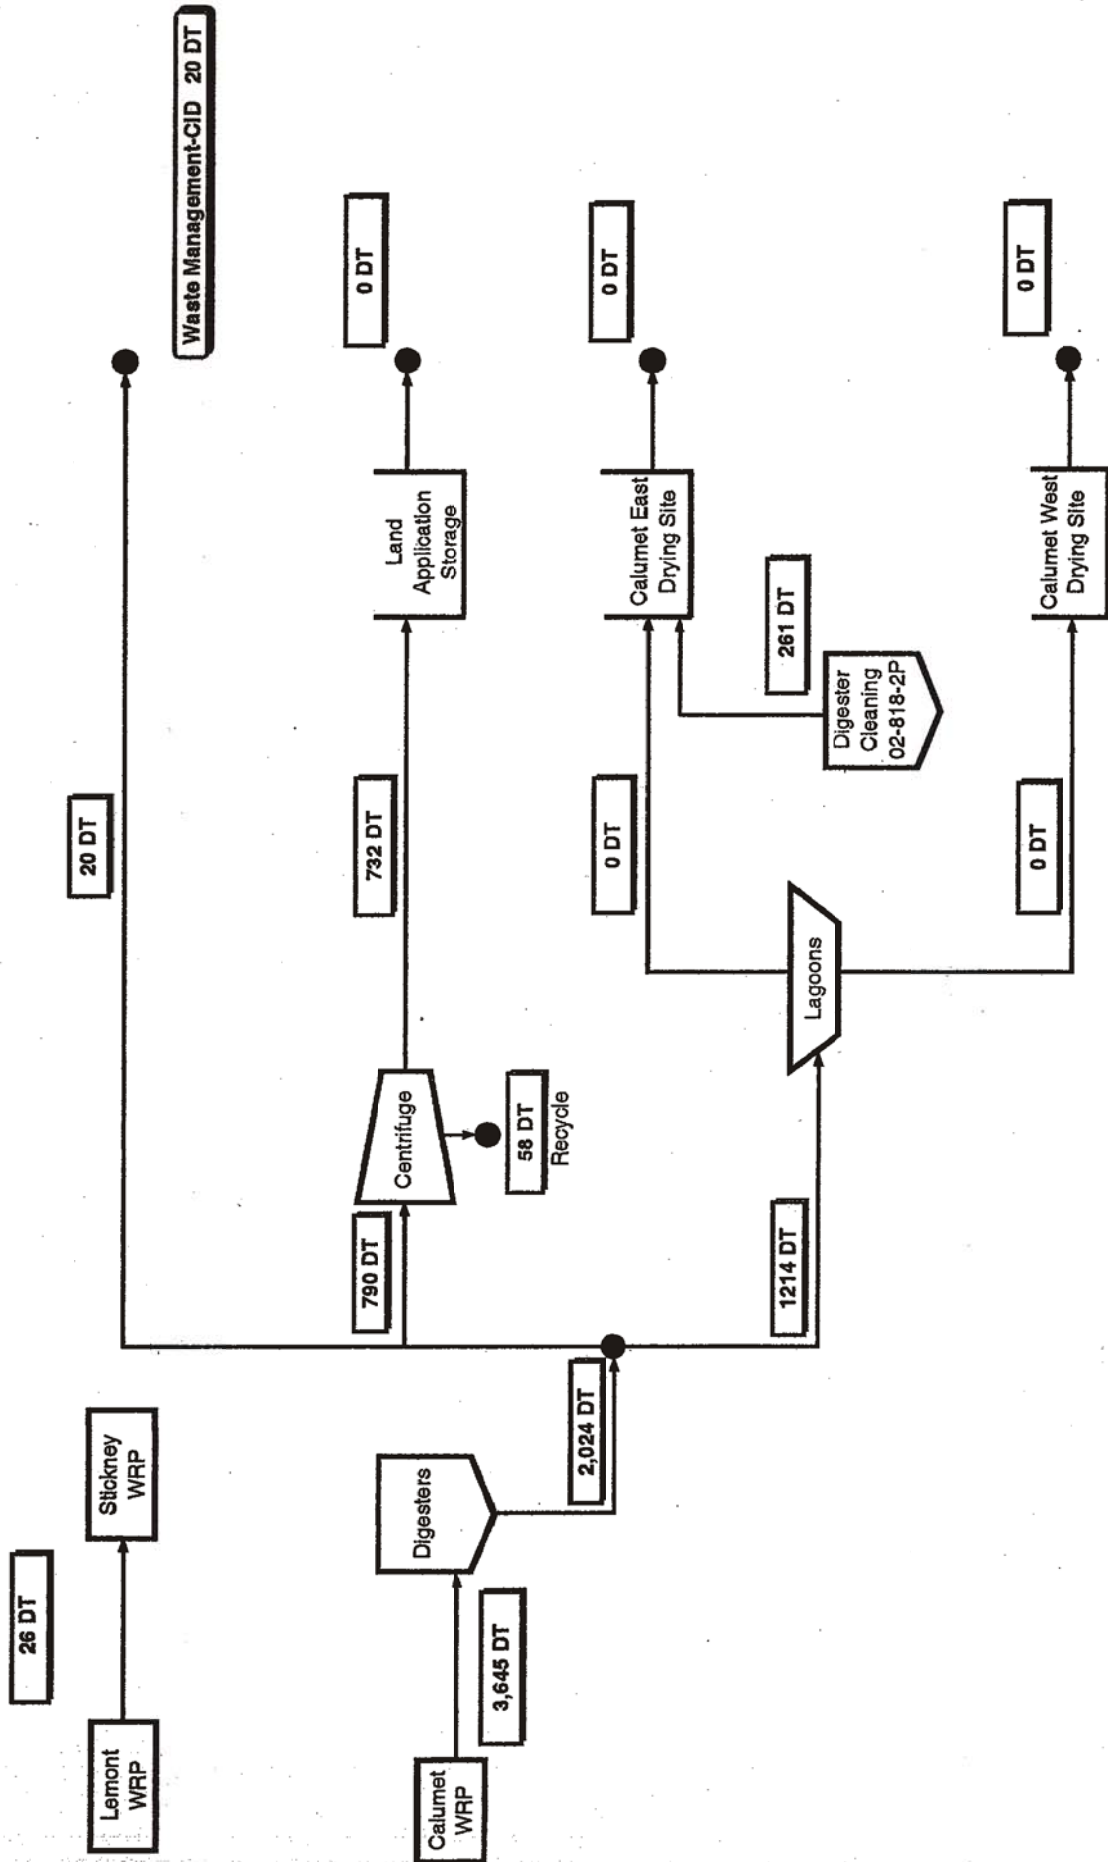 26 DT
Lemont
WRP
Stickney
WRP
20 DT
Waste Management-CID 20 DT
Calumet
WRP
3,645 DT
Digesters
2,024 DT
790 DT
Centrifuge
58 DT
Recycle
732 DT
Land
Application
Storage
0 DT
1214 DT
Lagoons
0 DT
Calumet East
Drying Site
0 DT
261 DT
Digester
Cleaning
02-818-2P
0 DT
Calumet West
Drying Site
0 DT